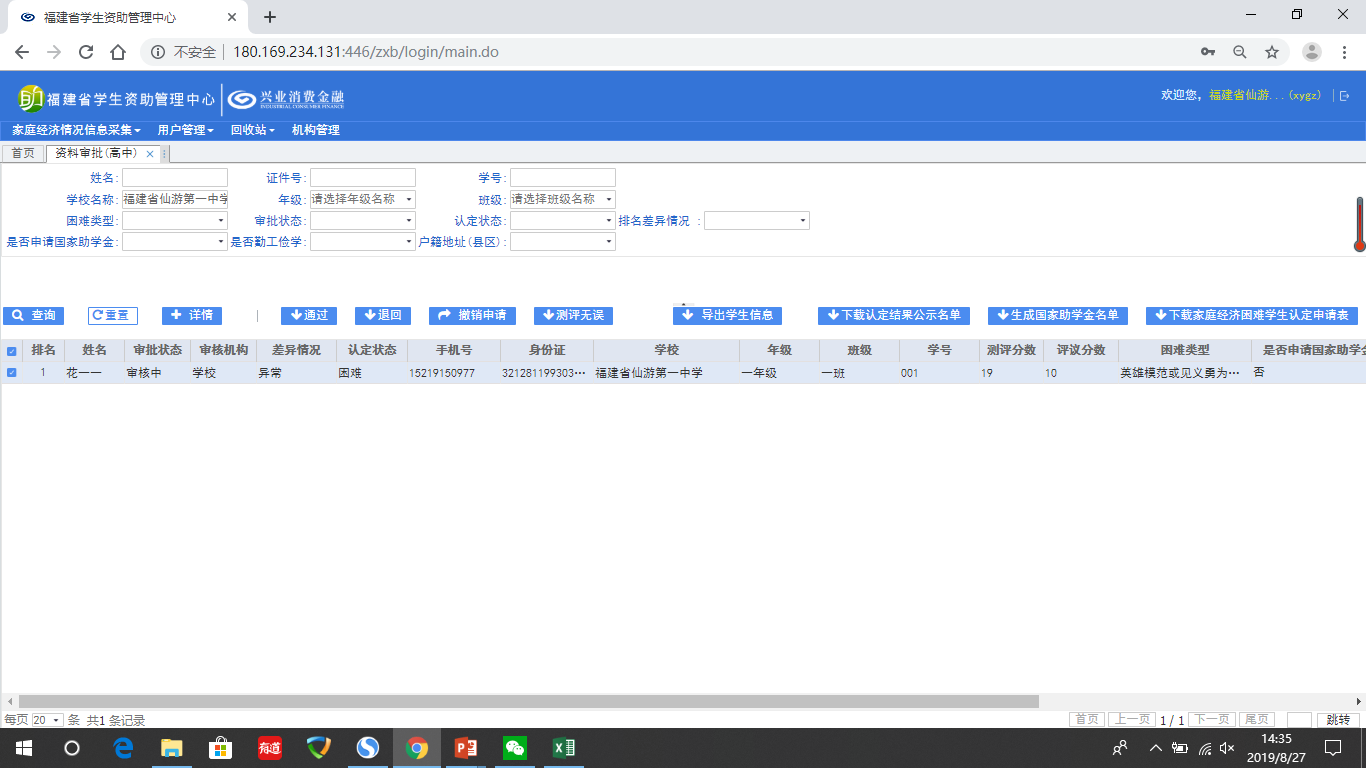 福建省学生资助管理中心
不安全 180.169.234.131:446/zxb/login/main.do
助 福建省学生资助管理中心 兴业消费金融 INDUSTRIAL CONSUMER FINANCE
欢迎您，福建省仙游...(xygz)
家庭经济情况信息采集 用户管理 回收站 机构管理
首页 资料审批(高中)
姓名: 证件号: 学号:
学校名称: 福建省仙游第一中学 年级: 请选择年级名称 班级: 请选择班级名称
困难类型: 审批状态: 认定状态: 排名差异情况 :
是否申请国家助学金: 是否勤工俭学: 户籍地址(县区):
查询 重置 详情 通过 退回 撤销申请 测评无误 导出学生信息 下载认定结果公示名单 生成国家助学金名单 下载家庭经济困难学生认定申请表
排名 姓名 审批状态 审核机构 差异情况 认定状态 手机号 身份证 学校 年级 班级 学号 测评分数 评议分数 困难类型 是否申请国家助学金
1 花一一 审核中 学校 异常 困难 15219150977 321281199303… 福建省仙游第一中学 一年级 一班 001 19 10 英雄模范或见义勇为… 否
每页 20 条 共1 条记录 首页 上一页 1 / 1 下一页 尾页 跳转
有道
14:35
2019/8/27